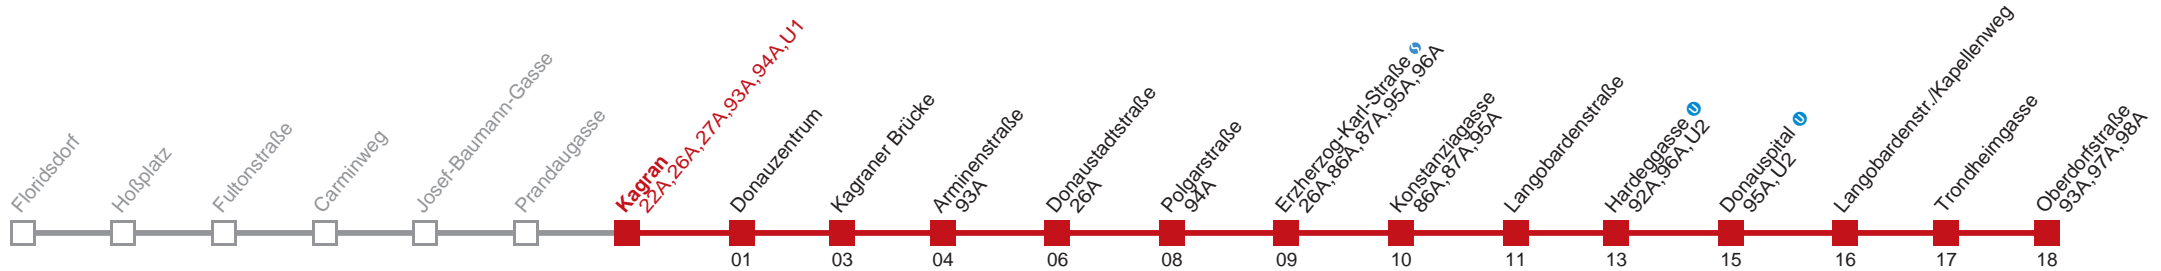 Floridsdorf
Hoßplatz
Fultonstraße
Carminweg
Josef-Baumann-Gasse
Prandaugasse
Kagran
22A,26A,27A,93A,94A,U1
Donauzentrum
01
Kagraner Brücke
03
Arminenstraße
93A
04
Donaustadtstraße
26A
06
Polgarstraße
94A
08
Erzherzog-Karl-Straße S
26A,86A,87A,95A,96A
09
Konstanziagasse
86A,87A,95A
10
Langobardenstraße
11
Hardeggasse U
92A,96A,U2
13
Donauspital U
95A,U2
15
Langobardenstr./Kapellenweg
16
Trondheimgasse
17
Oberdorfstraße
93A,97A,98A
18